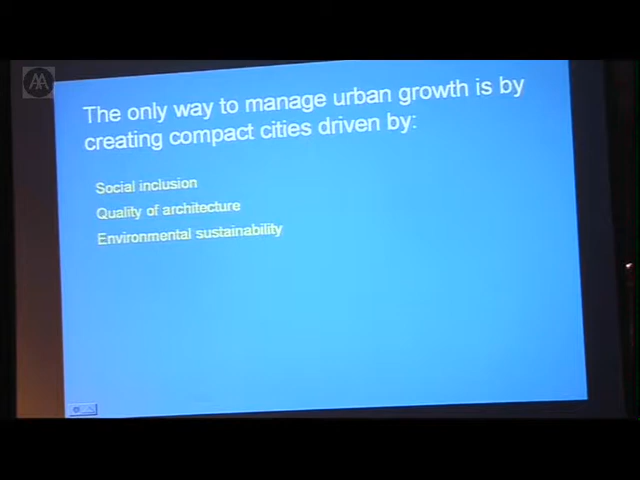 AA
The only way to manage urban growth is by
creating compact cities driven by:
Social inclusion
Quality of architecture
Environmental sustainability